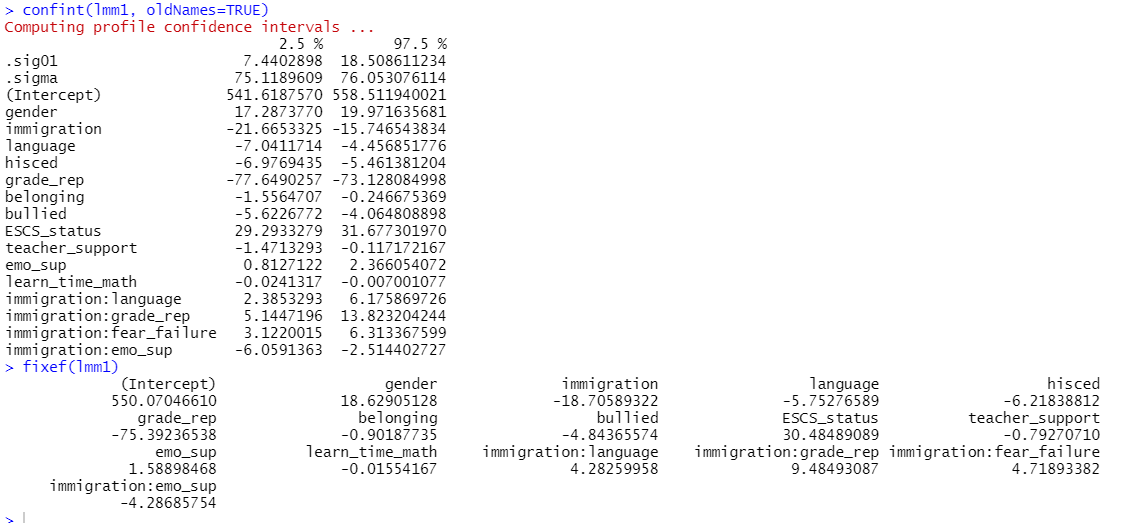 > confint(lmm1, oldNames=TRUE)
Computing profile confidence intervals ...
2.5 % 97.5 %
.sig01 7.4402898 18.508611234
.sigma 75.1189609 76.053076114
(Intercept) 541.6187570 558.511940021
gender 17.2873770 19.971635681
immigration -21.6653325 -15.746543834
language -7.0411714 -4.456851776
hisced -6.9769435 -5.461381204
grade_rep -77.6490257 -73.128084998
belonging -1.5564707 -0.246675369
bullied -5.6226772 -4.064808898
ESCS_status 29.2933279 31.677301970
teacher_support -1.4713293 -0.117172167
emo_sup 0.8127122 2.366054072
learn_time_math -0.0241317 -0.007001077
immigration:language 2.3853293 6.175869726
immigration:grade_rep 5.1447196 13.823204244
immigration:fear_failure 3.1220015 6.313367599
immigration:emo_sup -6.0591363 -2.514402727
> fixef(lmm1)
(Intercept) gender immigration language hisced
550.07046610 18.62905128 -18.70589322 -5.75276589 -6.21838812
grade_rep belonging bullied ESCS_status teacher_support
-75.39236538 -0.90187735 -4.84365574 30.48489089 -0.79270710
emo_sup learn_time_math immigration:language immigration:grade_rep immigration:fear_failure
1.58898468 -0.01554167 4.28259958 9.48493087 4.71893382
immigration:emo_sup
-4.28685754
>